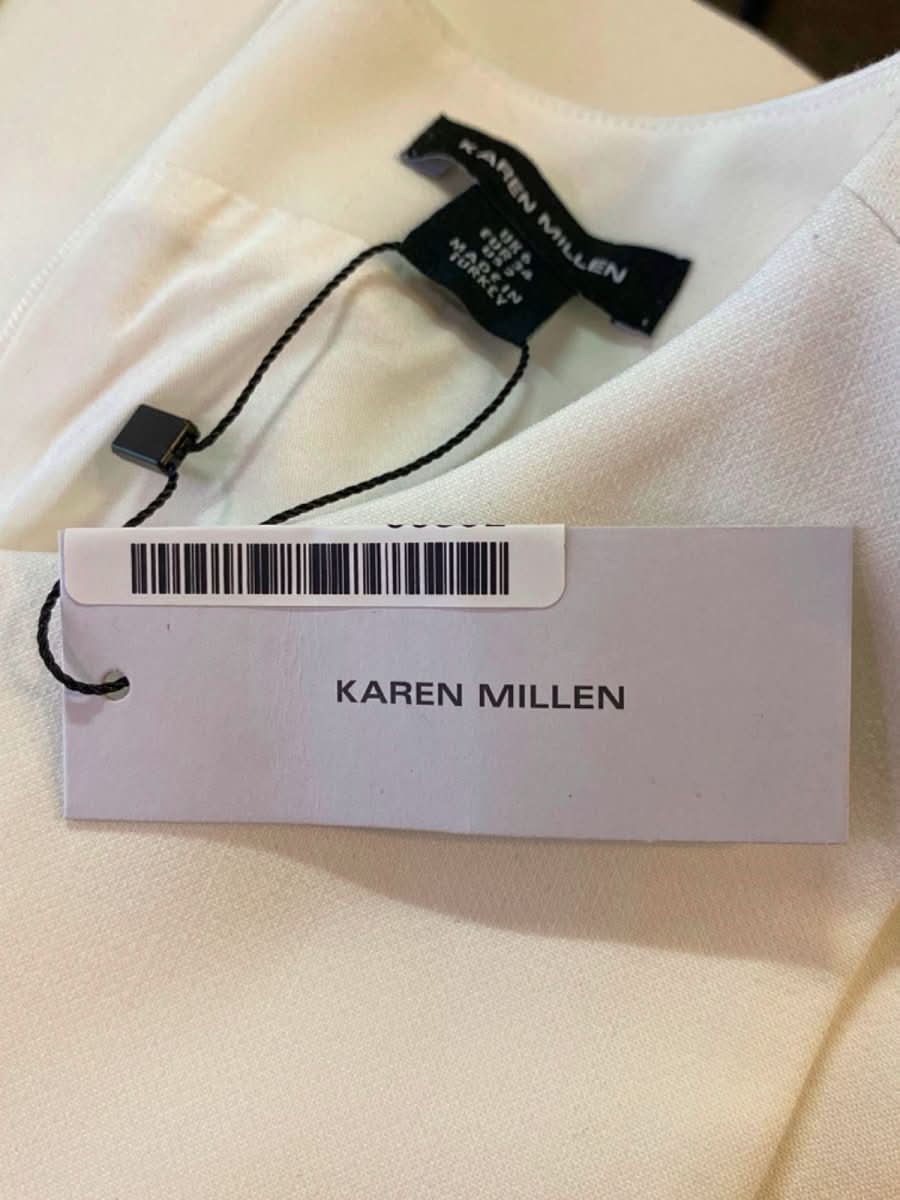 KAREN MILLEN
UK 6
EUR 34
US 2
MADE IN
TURKEY
KAREN MILLEN